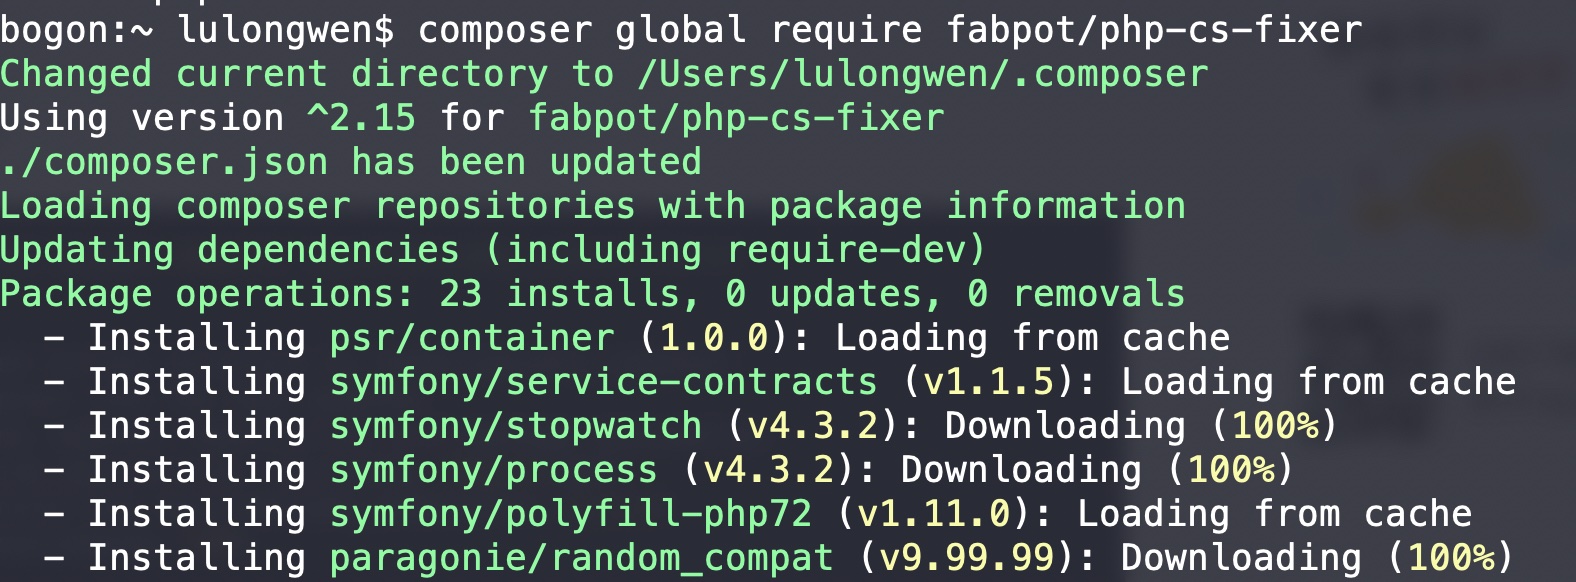 bogon:~ lulongwen$ composer global require fabpot/php-cs-fixer
Changed current directory to /Users/lulongwen/.composer
Using version ^2.15 for fabpot/php-cs-fixer
./composer.json has been updated
Loading composer repositories with package information
Updating dependencies (including require-dev)
Package operations: 23 installs, 0 updates, 0 removals
  - Installing psr/container (1.0.0): Loading from cache
  - Installing symfony/service-contracts (v1.1.5): Loading from cache
  - Installing symfony/stopwatch (v4.3.2): Downloading (100%)
  - Installing symfony/process (v4.3.2): Downloading (100%)
  - Installing symfony/polyfill-php72 (v1.11.0): Loading from cache
  - Installing paragonie/random_compat (v9.99.99): Downloading (100%)